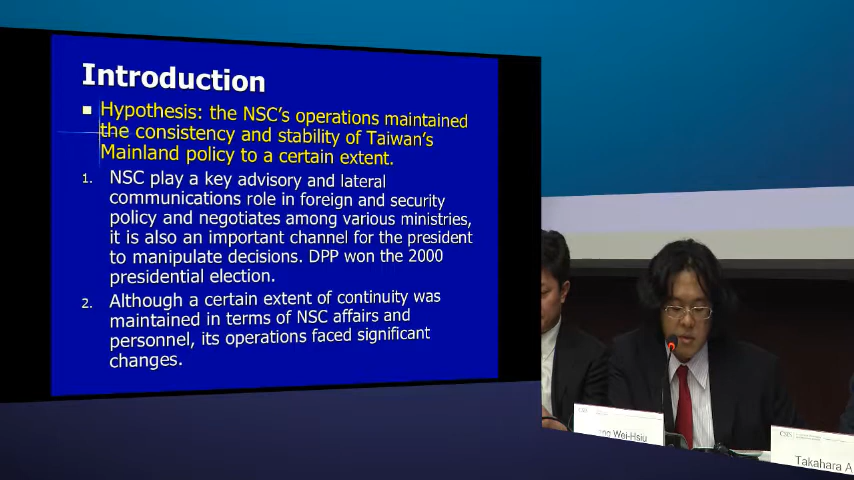 Introduction
Hypothesis: the NSC's operations maintained
the consistency and stability of Taiwan's
Mainland policy to a certain extent.
1. NSC play a key advisory and lateral
communications role in foreign and security
policy and negotiates among various ministries,
it is also an important channel for the president
to manipulate decisions. DPP won the 2000
presidential election.
2. Although a certain extent of continuity was
maintained in terms of NSC affairs and
personnel, its operations faced significant
changes.
CSIS
Wei-Hsiu
CSIS
Takahara A